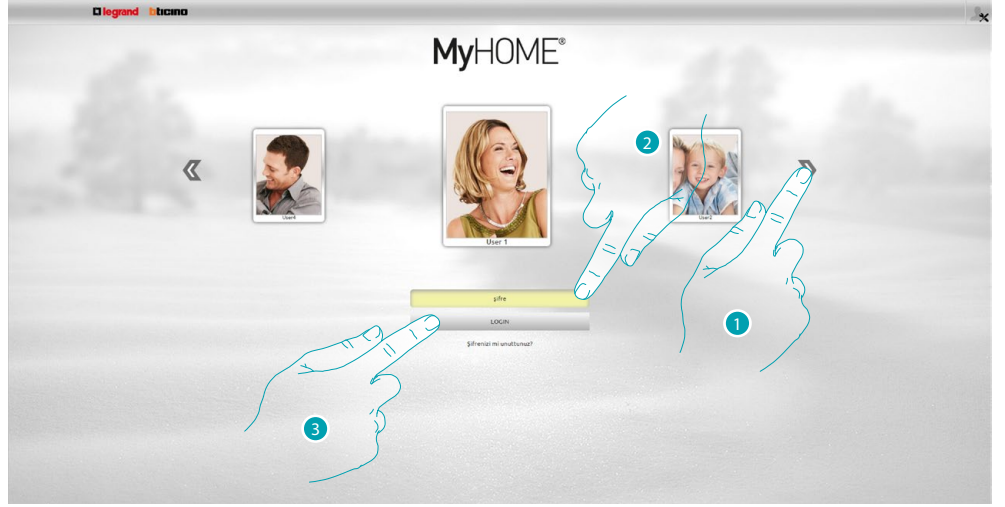 legrand bticino
MyHOME®
User4
User 1
User2
şifre
LOGIN
Şifrenizi mi unuttunuz?
2
1
3